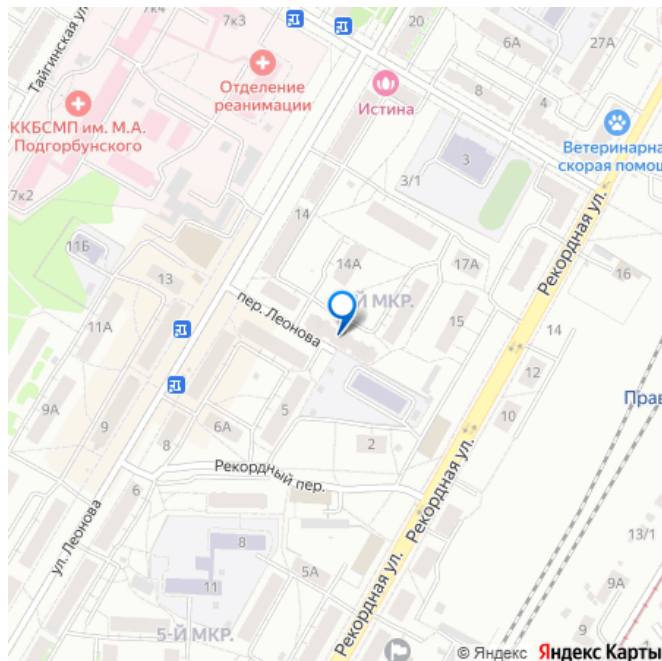 7к4
7к3
20
6А
27А
Тайгинская ул.
Отделение
реанимации
Истина
8
4
ККБСМП им. М.А.
Подгорбунского
3
Ветеринарна
скорая помощ
7к2
3/1
14
11Б
13
14А
17А
Рекордная ул.
16
пер. Леонова
Й МКР.
11А
15
14
12
9А
9
5
Прав
10
8
6А
2
Рекордный пер.
6
Рекордная ул.
ул. Леонова
8
13/1
11
5А
9А
5-Й МКР.
Рекордная ул.
9
© Яндекс Яндекс Карты